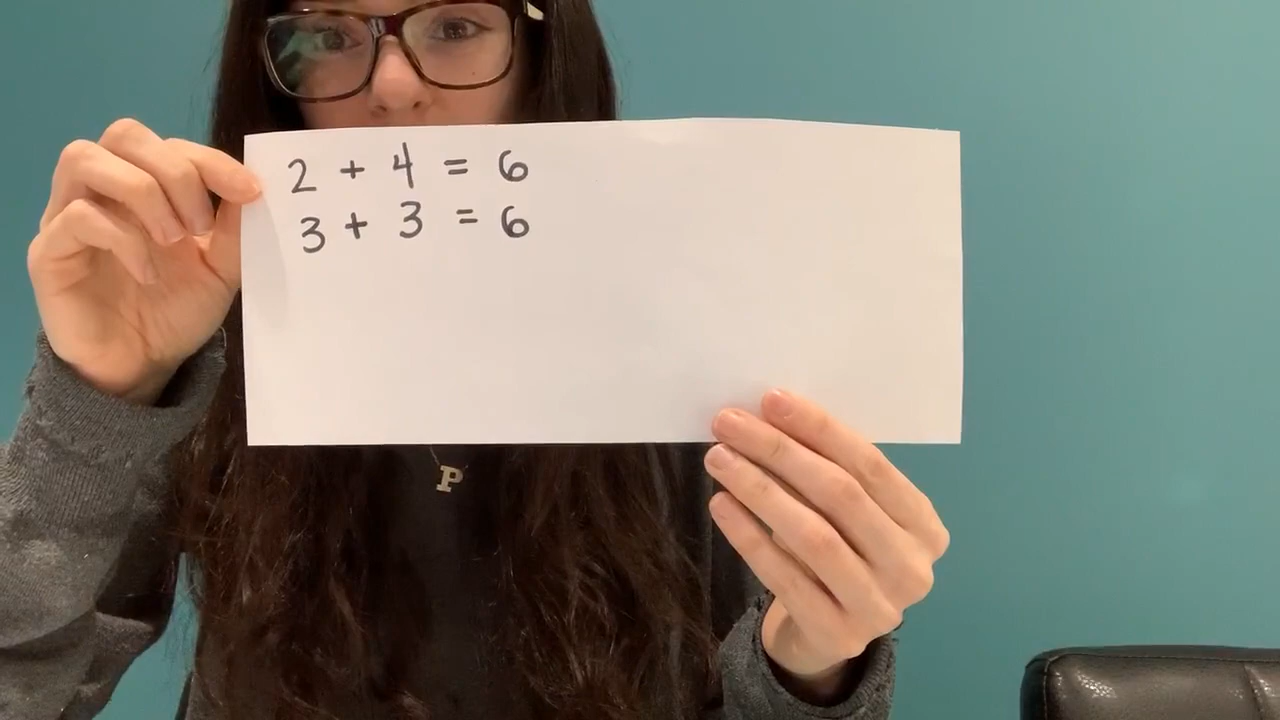 2 + 4 = 6
3 + 3 = 6
P